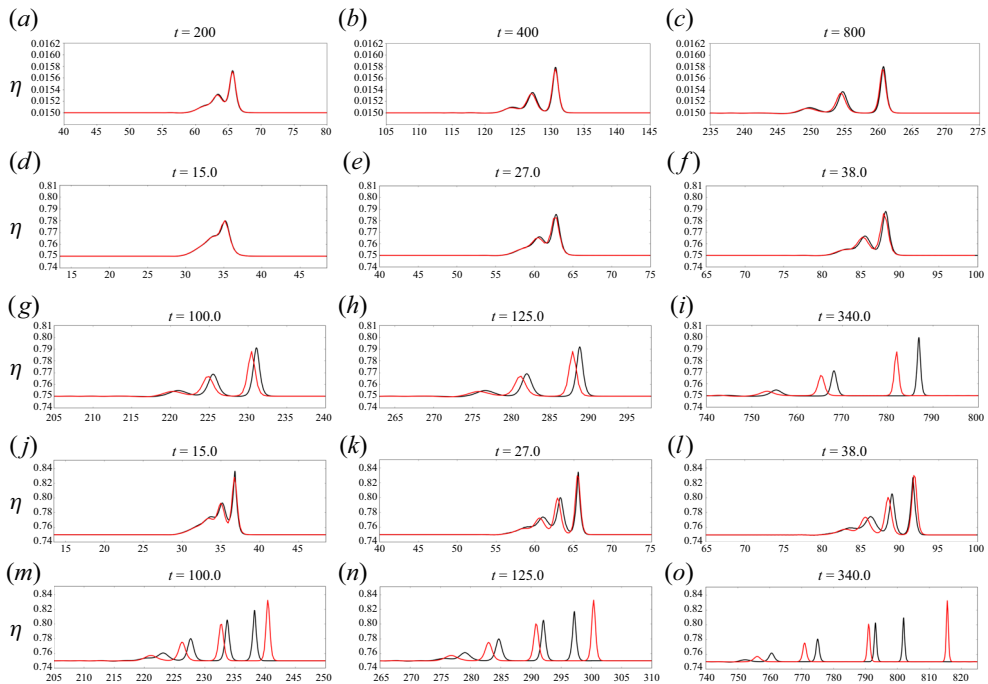 (a) (b) (c)
t = 200 t = 400 t = 800
0.0162 0.0162 0.0162
0.0160 0.0160 0.0160
0.0158 0.0158 0.0158
0.0156 0.0156 0.0156
η 0.0154 0.0154 0.0154
0.0152 0.0152 0.0152
0.0150 0.0150 0.0150
40 45 50 55 60 65 70 75 80 105 110 115 120 125 130 135 140 145 235 240 245 250 255 260 265 270 275
(d) (e) (f)
t = 15.0 t = 27.0 t = 38.0
0.81 0.81 0.81
0.80 0.80 0.80
0.79 0.79 0.79
η 0.78 0.78 0.78
0.77 0.77 0.77
0.76 0.76 0.76
0.75 0.75 0.75
0.74 0.74 0.74
15 20 25 30 35 40 45 40 45 50 55 60 65 70 75 65 70 75 80 85 90 95 100
(g) (h) (i)
t = 100.0 t = 125.0 t = 340.0
0.81 0.81 0.81
0.80 0.80 0.80
0.79 0.79 0.79
η 0.78 0.78 0.78
0.77 0.77 0.77
0.76 0.76 0.76
0.75 0.75 0.75
0.74 0.74 0.74
205 210 215 220 225 230 235 240 265 270 275 280 285 290 295 740 750 760 770 780 790 800
(j) (k) (l)
t = 15.0 t = 27.0 t = 38.0
0.84 0.84 0.84
0.82 0.82 0.82
η 0.80 0.80 0.80
0.78 0.78 0.78
0.76 0.76 0.76
0.74 0.74 0.74
15 20 25 30 35 40 45 40 45 50 55 60 65 70 75 65 70 75 80 85 90 95 100
(m) (n) (o)
t = 100.0 t = 125.0 t = 340.0
0.84 0.84 0.84
0.82 0.82 0.82
η 0.80 0.80 0.80
0.78 0.78 0.78
0.76 0.76 0.76
0.74 0.74 0.74
205 210 215 220 225 230 235 240 245 250 265 270 275 280 285 290 295 300 305 310 740 750 760 770 780 790 800 810 820